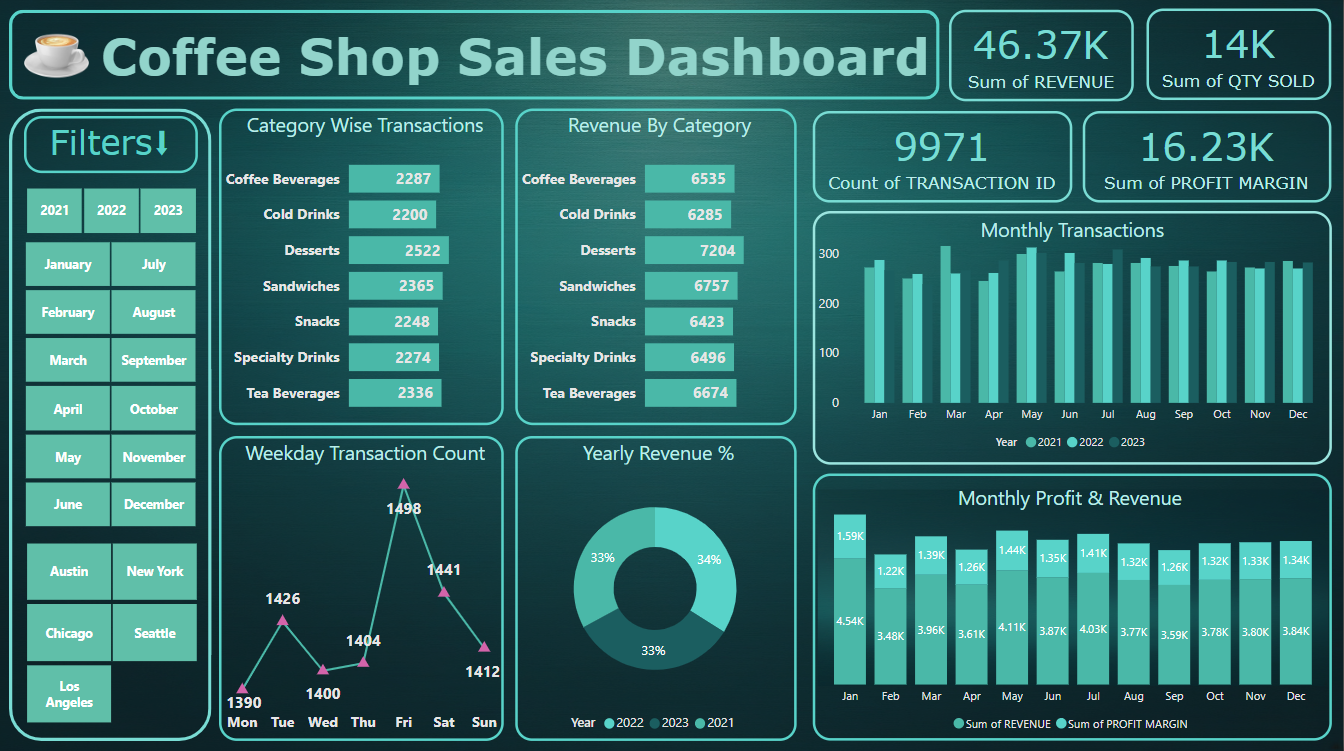 Coffee Shop Sales Dashboard
46.37K
Sum of REVENUE
14K
Sum of QTY SOLD
9971
Count of TRANSACTION ID
16.23K
Sum of PROFIT MARGIN
Filters⬇
2021 2022 2023
January July
February August
March September
April October
May November
June December
Austin New York
Chicago Seattle
Los
Angeles
Category Wise Transactions
Coffee Beverages 2287
Cold Drinks 2200
Desserts 2522
Sandwiches 2365
Snacks 2248
Specialty Drinks 2274
Tea Beverages 2336
Revenue By Category
Coffee Beverages 6535
Cold Drinks 6285
Desserts 7204
Sandwiches 6757
Snacks 6423
Specialty Drinks 6496
Tea Beverages 6674
Monthly Transactions
300
200
100
0
Jan Feb Mar Apr May Jun Jul Aug Sep Oct Nov Dec
Year 2021 2022 2023
Weekday Transaction Count
1498
1441
1426
1404
1412
1400
1390
Mon Tue Wed Thu Fri Sat Sun
Yearly Revenue %
33% 34%
33%
Year 2022 2023 2021
Monthly Profit & Revenue
1.59K 1.22K 1.39K 1.26K 1.44K 1.35K 1.41K 1.32K 1.26K 1.32K 1.33K 1.34K
4.54K 3.48K 3.96K 3.61K 4.11K 3.87K 4.03K 3.77K 3.59K 3.78K 3.80K 3.84K
Jan Feb Mar Apr May Jun Jul Aug Sep Oct Nov Dec
Sum of REVENUE Sum of PROFIT MARGIN